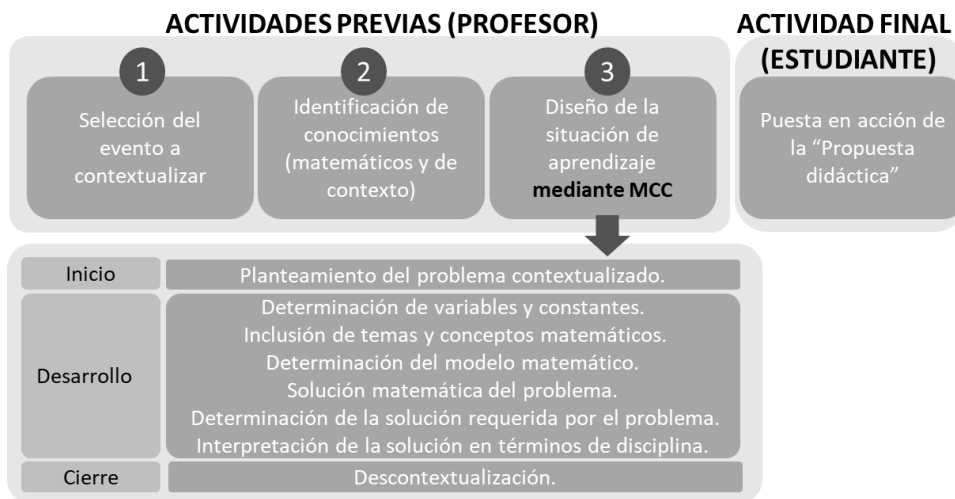 ACTIVIDADES PREVIAS (PROFESOR)
1
Selección del
evento a
contextualizar
2
Identificación de
conocimientos
(matemáticos y de
contexto)
3
Diseño de la
situación de
aprendizaje
mediante MCC
ACTIVIDAD FINAL
(ESTUDIANTE)
Puesta en acción de
la “Propuesta
didáctica”
Inicio
Planteamiento del problema contextualizado.
Desarrollo
Determinación de variables y constantes.
Inclusión de temas y conceptos matemáticos.
Determinación del modelo matemático.
Solución matemática del problema.
Determinación de la solución requerida por el problema.
Interpretación de la solución en términos de disciplina.
Cierre
Descontextualización.